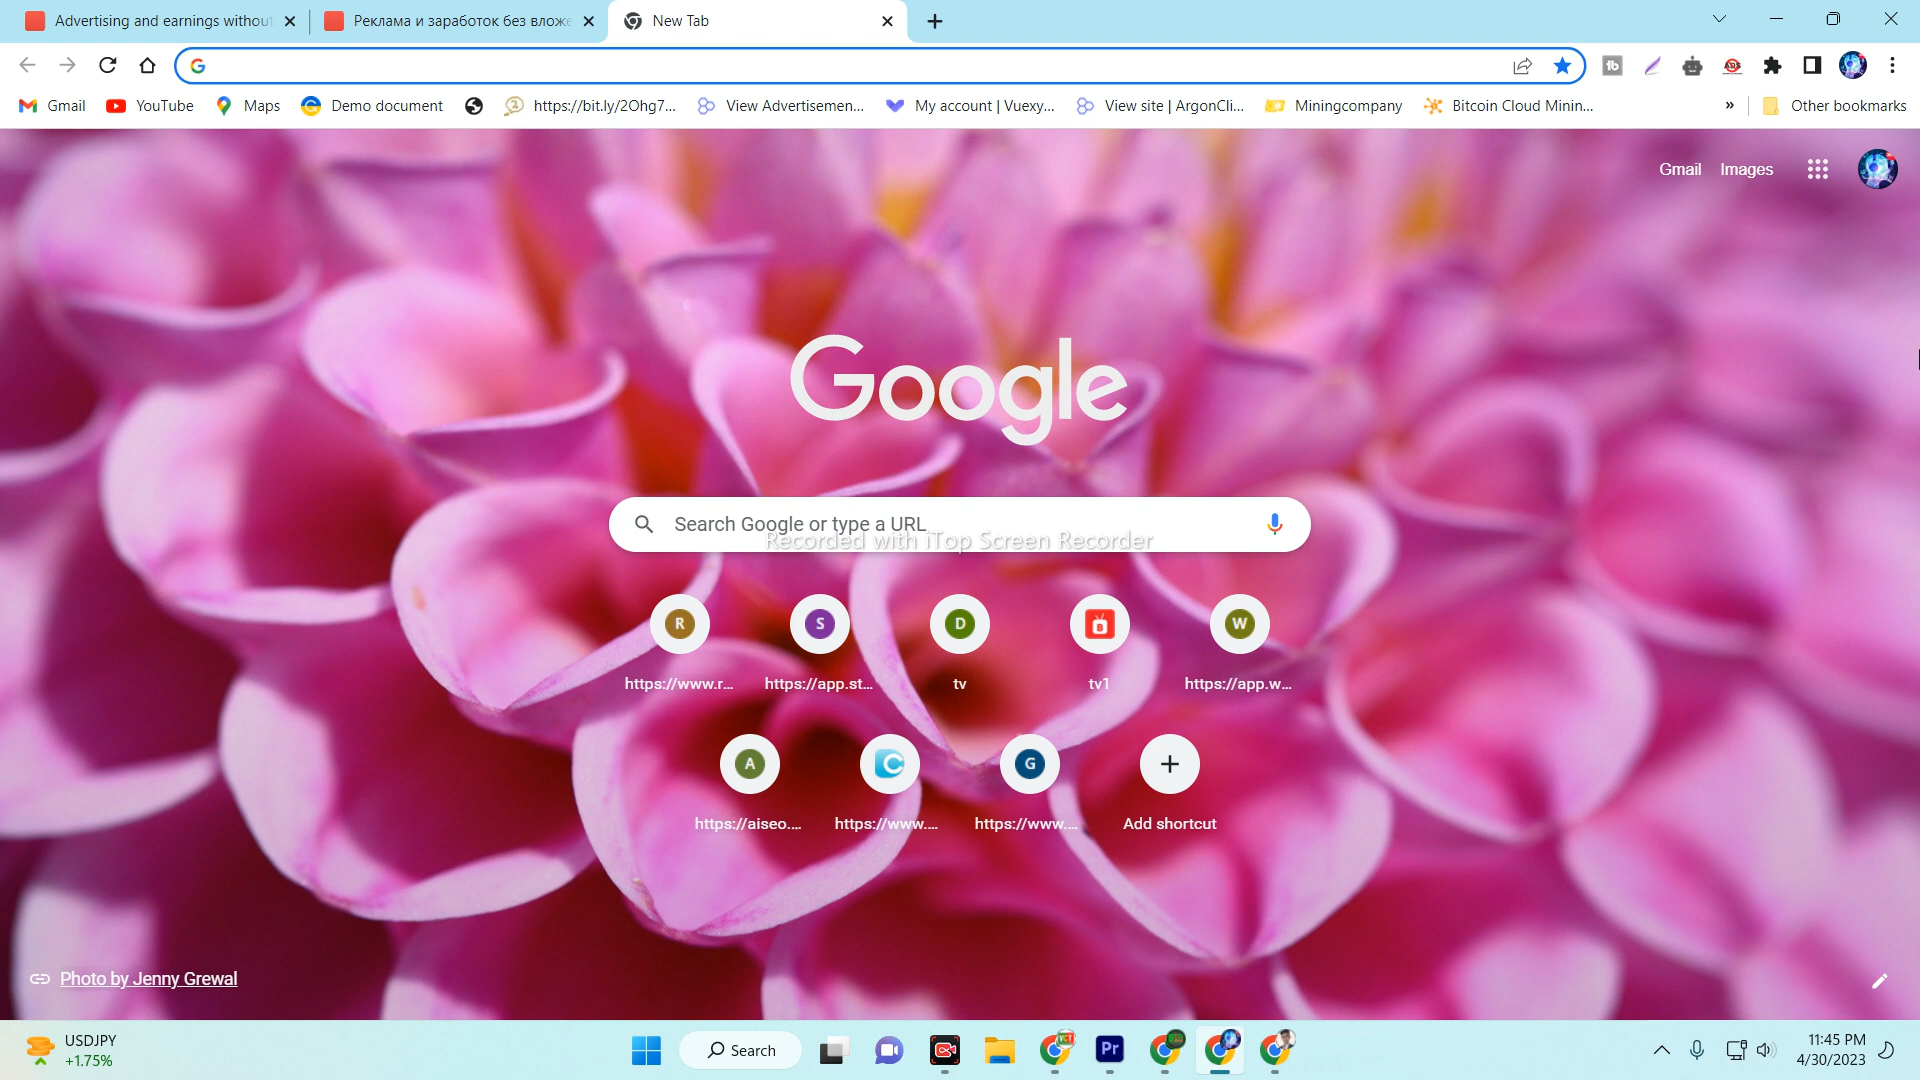 Advertising and earnings without
Реклама и заработок без вложе
New Tab
Gmail
YouTube
Maps
Demo document
https://bit.ly/2Ohg7...
View Advertisemen...
My account | Vuexy...
View site | ArgonCli...
Miningcompany
Bitcoin Cloud Minin...
»
Other bookmarks
Gmail
Images
Google
Search Google or type a URL
Recorded with iTop Screen Recorder
R
S
D
B
W
https://www.r...
https://app.st...
tv
tv1
https://app.w...
A
C
G
https://aiseo....
https://www....
https://www....
Add shortcut
Photo by Jenny Grewal
USDJPY
+1.75%
Search
Pr
11:45 PM
4/30/2023